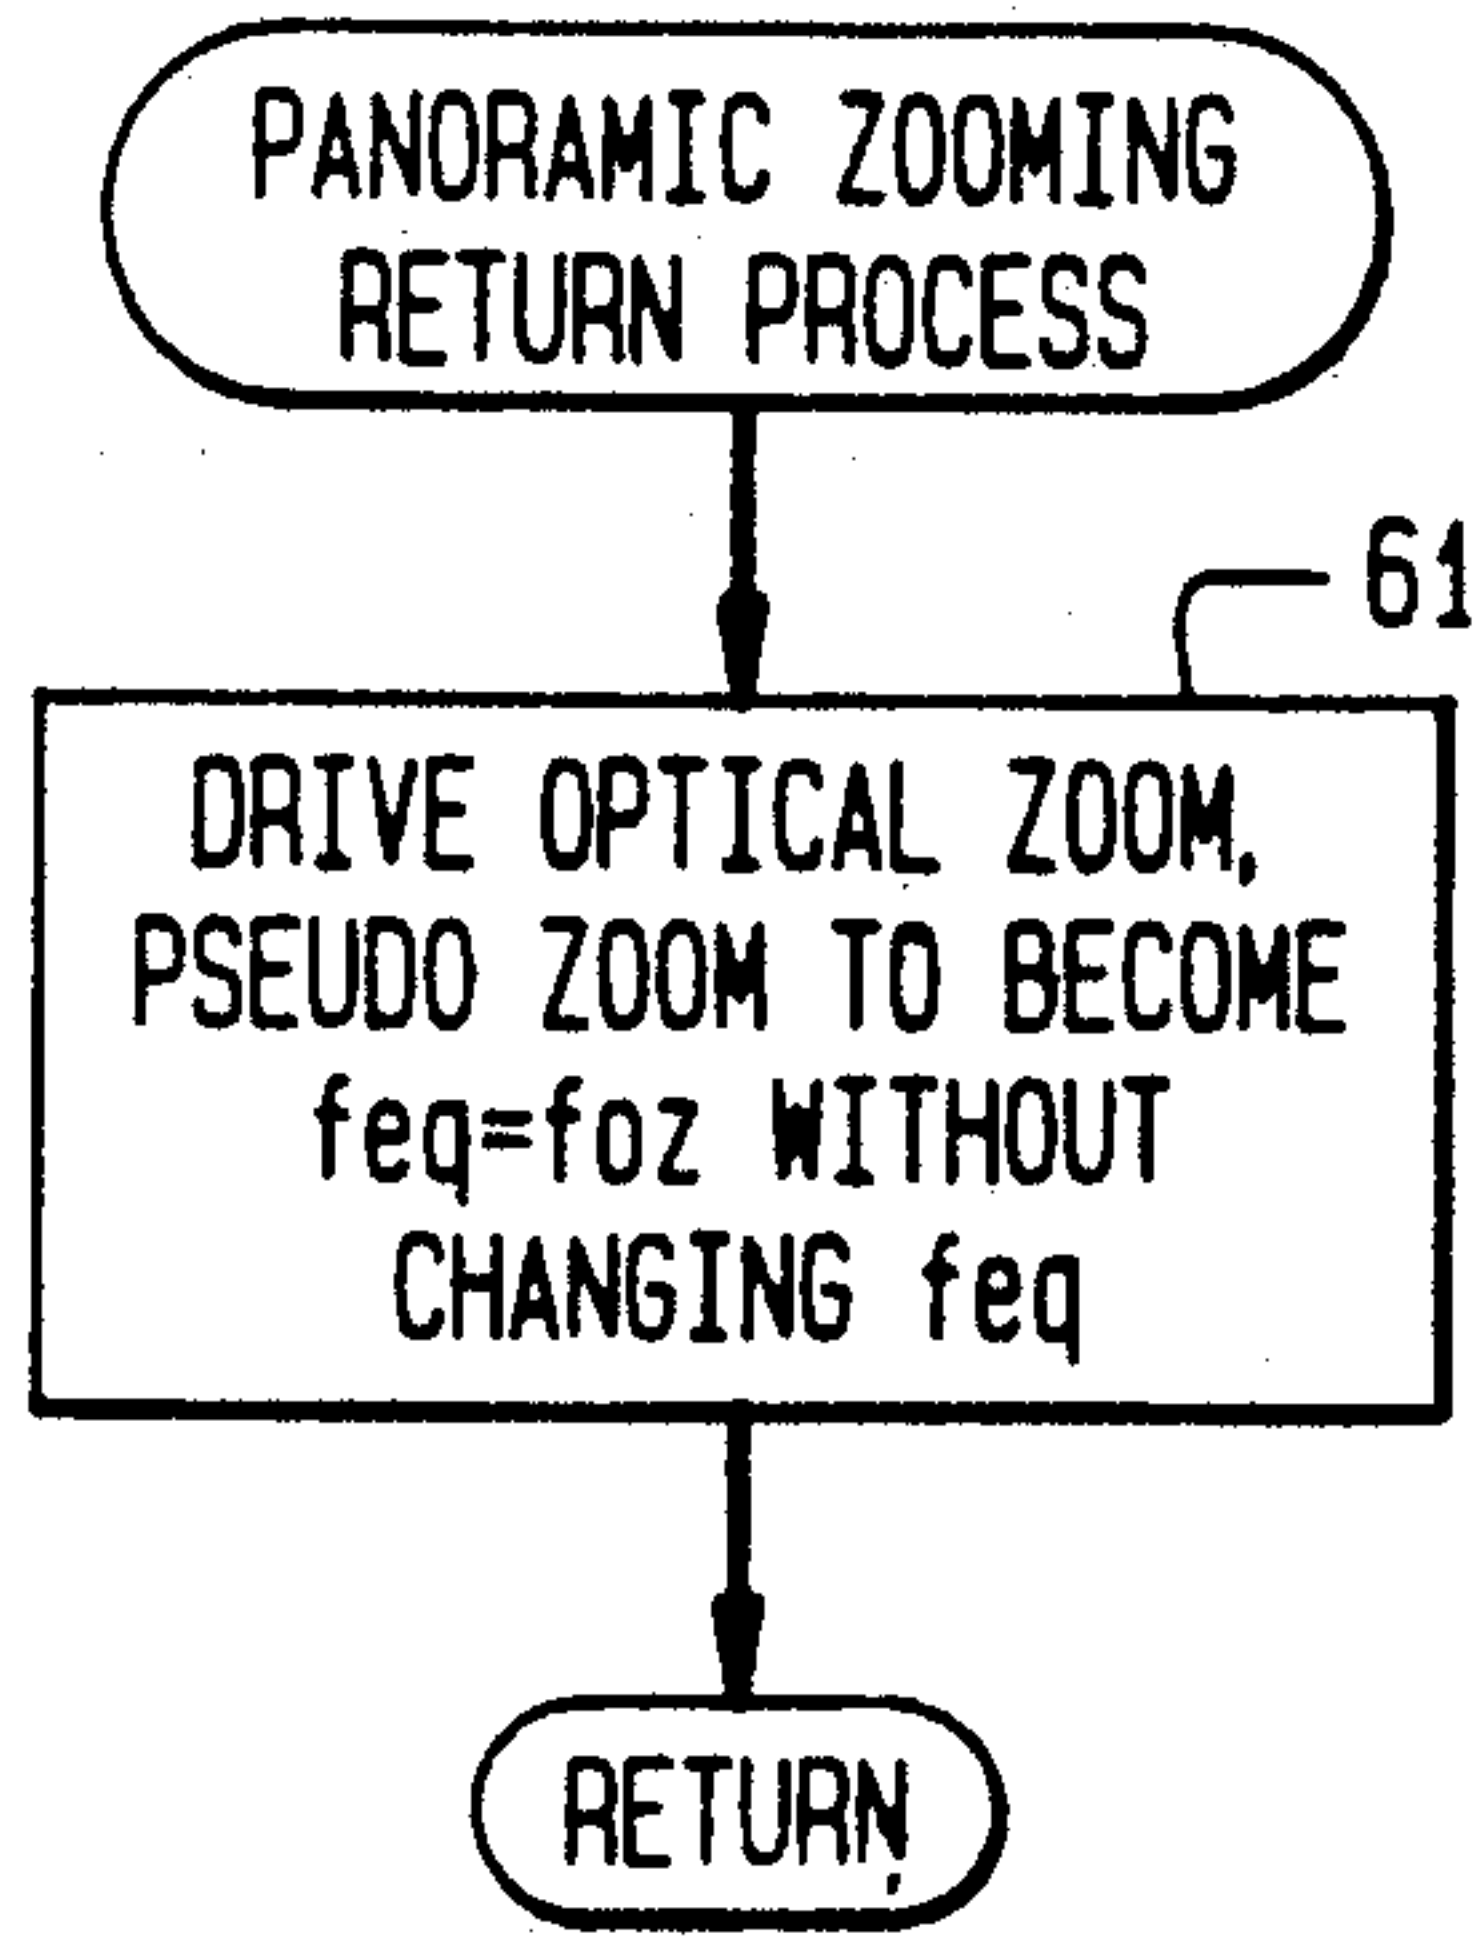 PANORAMIC ZOOMING
RETURN PROCESS
61
DRIVE OPTICAL ZOOM,
PSEUDO ZOOM TO BECOME
feq=foz WITHOUT
CHANGING feq
RETURN